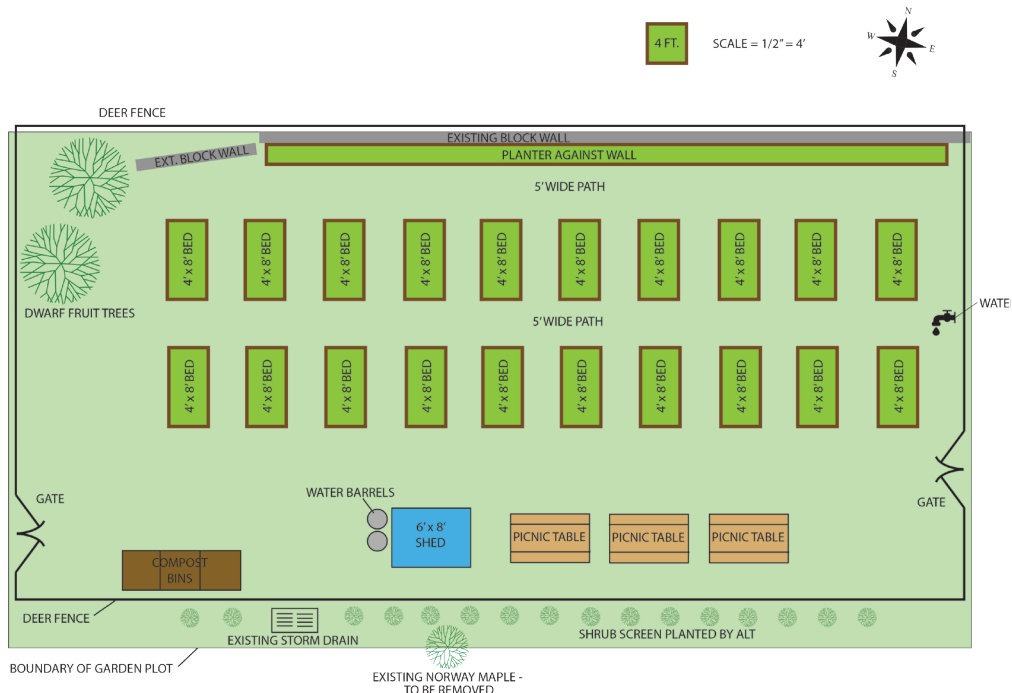 N
W
E
S
4 FT.
SCALE = 1/2" = 4'
DEER FENCE
EXISTING BLOCK WALL
EXT. BLOCK WALL
PLANTER AGAINST WALL
5' WIDE PATH
4' x 8' BED
4' x 8' BED
4' x 8' BED
4' x 8' BED
4' x 8' BED
4' x 8' BED
4' x 8' BED
4' x 8' BED
4' x 8' BED
4' x 8' BED
DWARF FRUIT TREES
5' WIDE PATH
WATER
4' x 8' BED
4' x 8' BED
4' x 8' BED
4' x 8' BED
4' x 8' BED
4' x 8' BED
4' x 8' BED
4' x 8' BED
4' x 8' BED
4' x 8' BED
GATE
WATER BARRELS
GATE
6' x 8'
SHED
PICNIC TABLE
PICNIC TABLE
PICNIC TABLE
COMPOST
BINS
DEER FENCE
EXISTING STORM DRAIN
SHRUB SCREEN PLANTED BY ALT
BOUNDARY OF GARDEN PLOT
EXISTING NORWAY MAPLE -
TO BE REMOVED